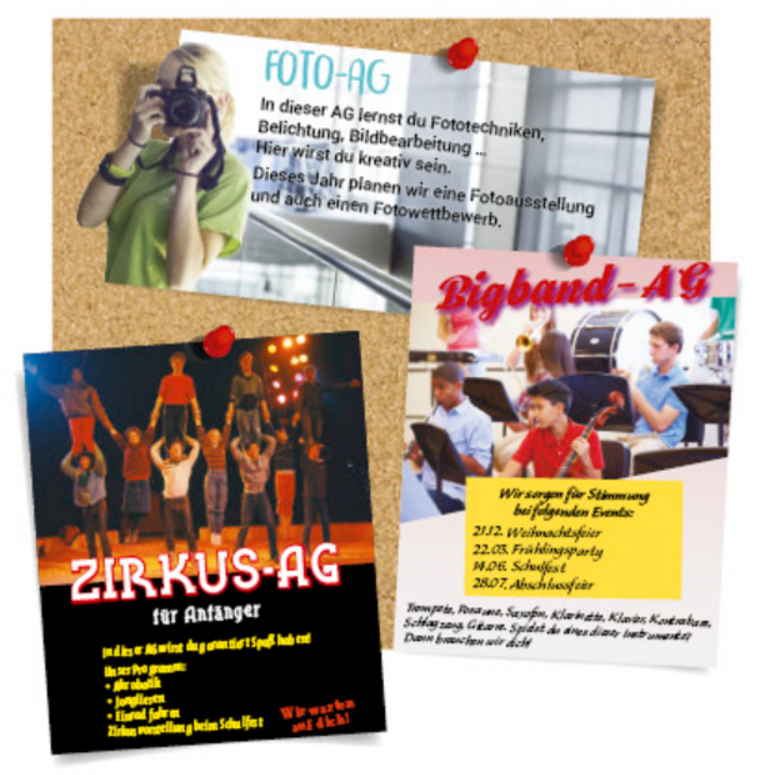 FOTO-AG
In dieser AG lernst du Fototechniken,
Belichtung, Bildbearbeitung ...
Hier wirst du kreativ sein.
Dieses Jahr planen wir eine Fotoausstellung
und auch einen Fotowettbewerb.
Bigband-AG
Wir sorgen für Stimmung
bei folgenden Events:
21.12. Weihnachtsfeier
22.03. Frühlingsparty
14.06. Schulfest
28.07. Abschlussfeier
Trompete, Posaune, Saxofon, Klarinette, Klavier, Kontrabass,
Schlagzeug, Gitarre. Spielst du eines dieser Instrumente?
Dann brauchen wir dich!
ZIRKUS-AG
für Anfänger
In dieser AG wirst du garantiert Spaß haben!
Unser Programm:
• Akrobatik
• Jonglieren
• Einrad fahren
Zirkusvorstellung beim Schulfest
Wir warten
auf dich!